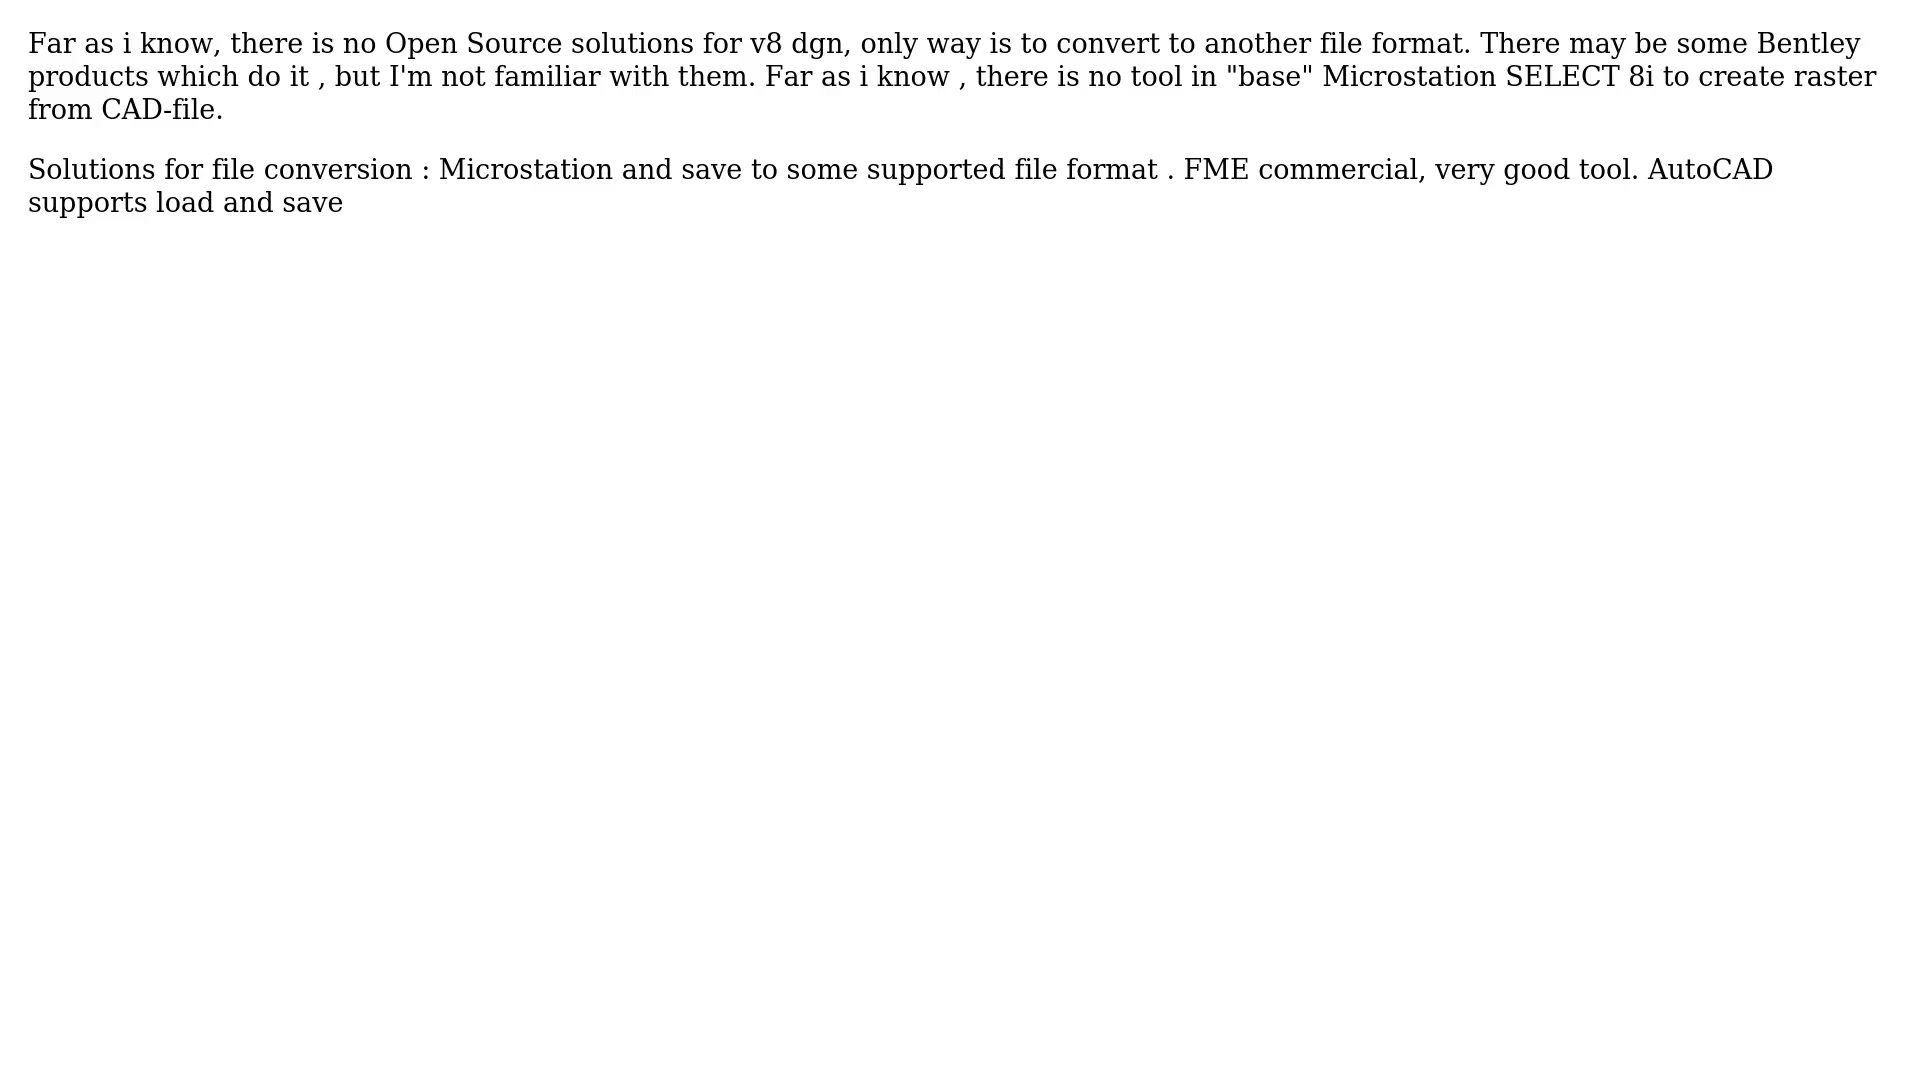 Far as i know, there is no Open Source solutions for v8 dgn, only way is to convert to another file format. There may be some Bentley
products which do it , but I'm not familiar with them. Far as i know , there is no tool in "base" Microstation SELECT 8i to create raster
from CAD-file.
Solutions for file conversion : Microstation and save to some supported file format . FME commercial, very good tool. AutoCAD
supports load and save